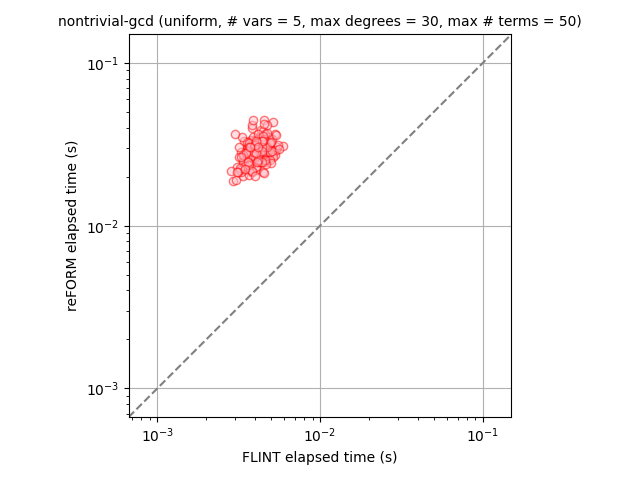 nontrivial-gcd (uniform, # vars = 5, max degrees = 30, max # terms = 50)
10⁻¹
10⁻²
10⁻³
reFORM elapsed time (s)
10⁻³ 10⁻² 10⁻¹
FLINT elapsed time (s)